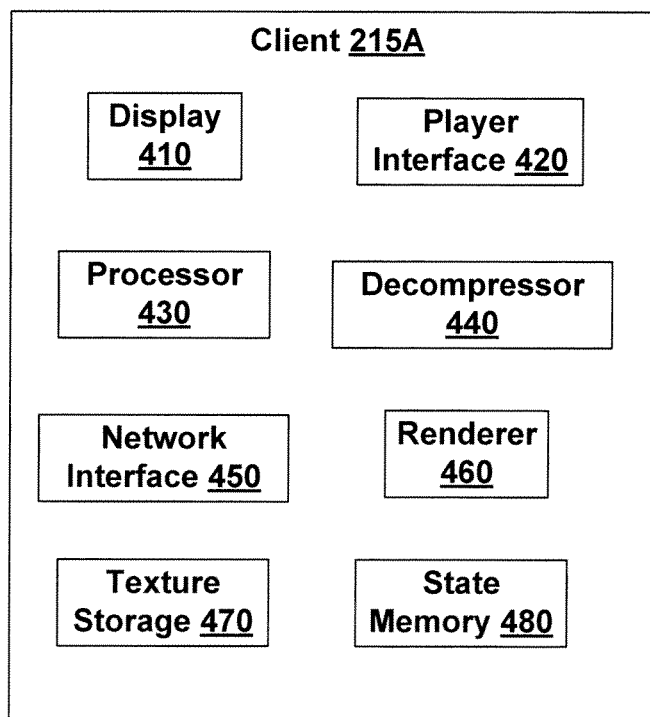 Client 215A
Display
410
Player
Interface 420
Processor
430
Decompressor
440
Network
Interface 450
Renderer
460
Texture
Storage 470
State
Memory 480